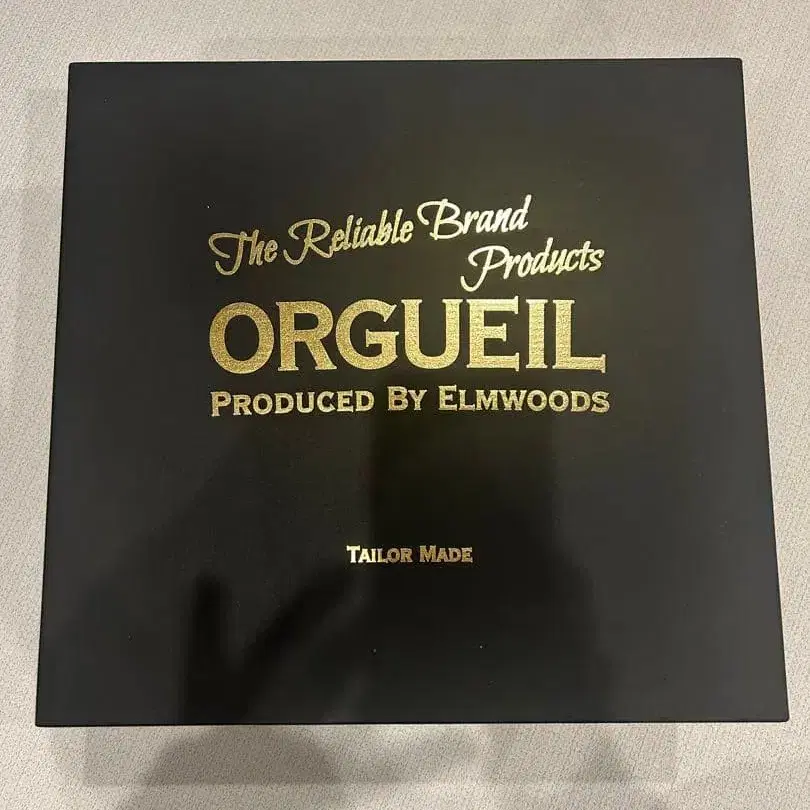 The Reliable Brand
Products
ORGUEIL
PRODUCED BY ELMWOODS
TAILOR MADE